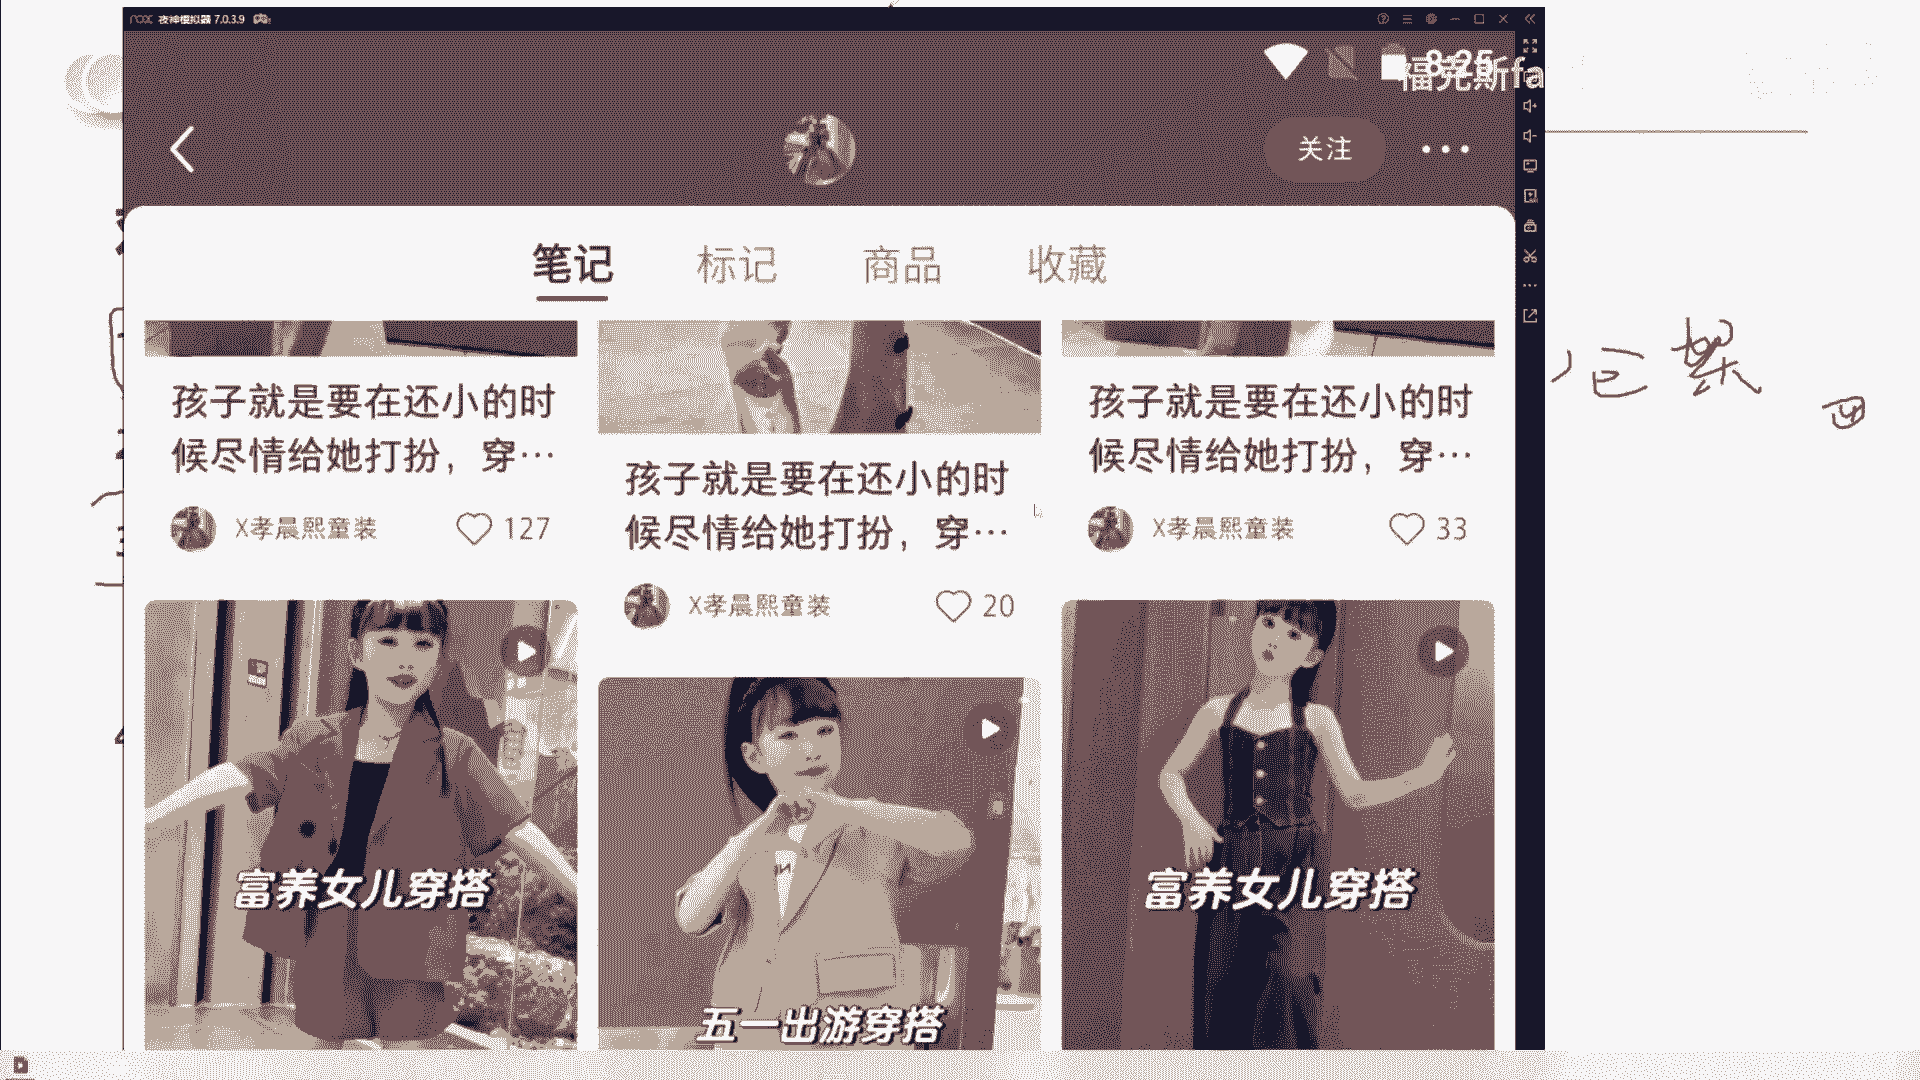 nox 夜神模拟器 7.0.3.9
8:25
福克斯fa
关注
笔记 标记 商品 收藏
孩子就是要在还小的时
候尽情给她打扮，穿…
X孝晨熙童装 127
孩子就是要在还小的时
候尽情给她打扮，穿…
X孝晨熙童装 20
孩子就是要在还小的时
候尽情给她打扮，穿…
X孝晨熙童装 33
富养女儿穿搭
五一出游穿搭
富养女儿穿搭